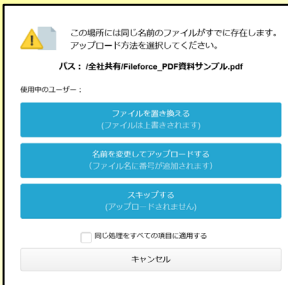 この場所には同じ名前のファイルがすでに存在します。
アップロード方法を選択してください。
パス： /全社共有/Fileforce_PDF資料サンプル.pdf
使用中のユーザー：
ファイルを置き換える
(ファイルは上書きされます)
名前を変更してアップロードする
(ファイル名に番号が追加されます)
スキップする
(アップロードされません)
同じ処理をすべての項目に適用する
キャンセル